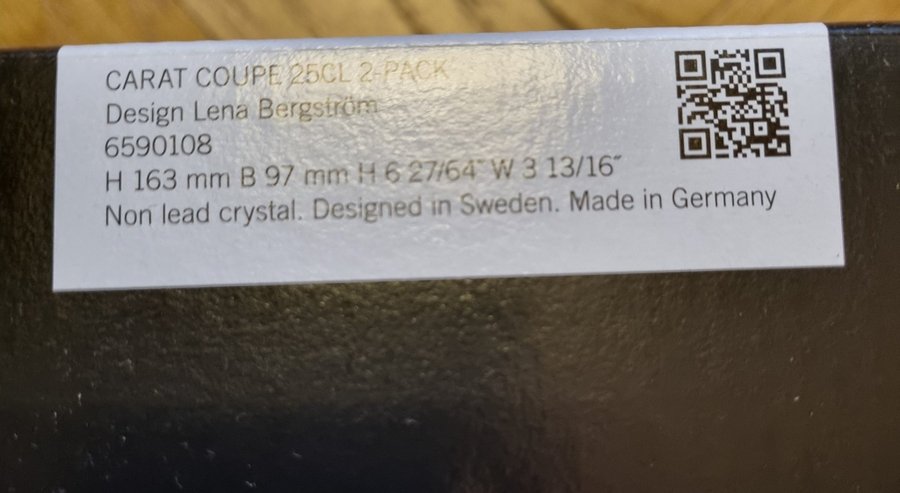 CARAT COUPE 25CL 2-PACK
Design Lena Bergström
6590108
H 163 mm B 97 mm H 6 27/64″ W 3 13/16″
Non lead crystal. Designed in Sweden. Made in Germany